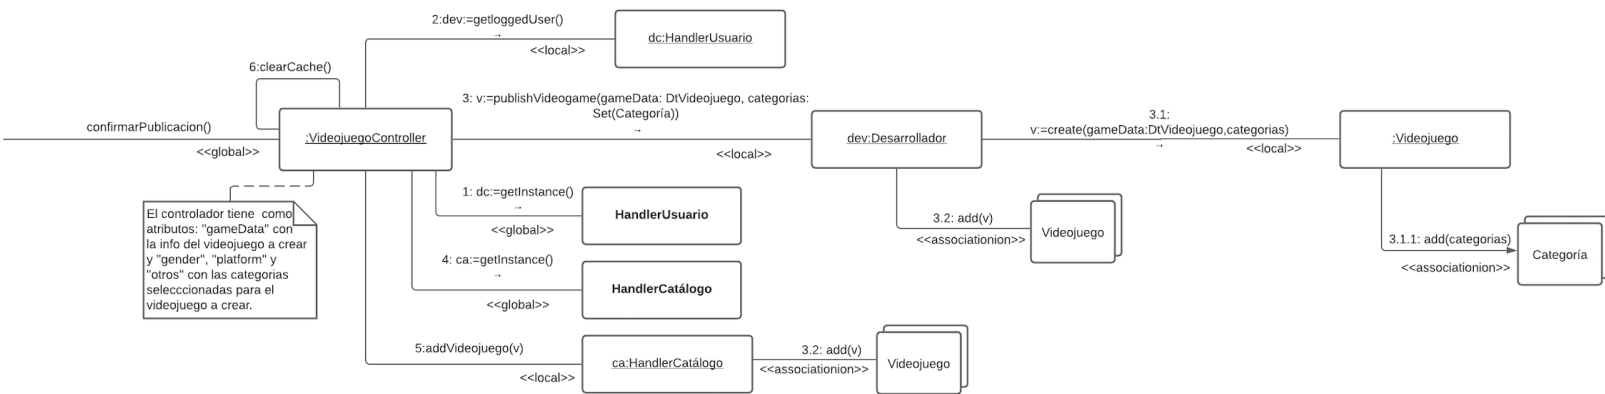 2:dev:=getloggedUser()
→
<<local>>
dc:HandlerUsuario
6:clearCache()
3: v:=publishVideogame(gameData: DtVideojuego, categorias:
Set(Categoría))
→
<<local>>
confirmarPublicacion()
<<global>>
:VideojuegoController
dev:Desarrollador
3.1:
v:=create(gameData:DtVideojuego,categorias)
→
<<local>>
:Videojuego
El controlador tiene como
atributos: "gameData" con
la info del videojuego a crear
y "gender", "platform" y
"otros" con las categorias
selecccionadas para el
videojuego a crear.
1: dc:=getInstance()
→
<<global>>
HandlerUsuario
3.2: add(v)
<<associationion>>
Videojuego
3.1.1: add(categorias)
<<associationion>>
Categoría
4: ca:=getInstance()
→
<<global>>
HandlerCatálogo
5:addVideojuego(v)
<<local>>
ca:HandlerCatálogo
3.2: add(v)
<<associationion>>
Videojuego